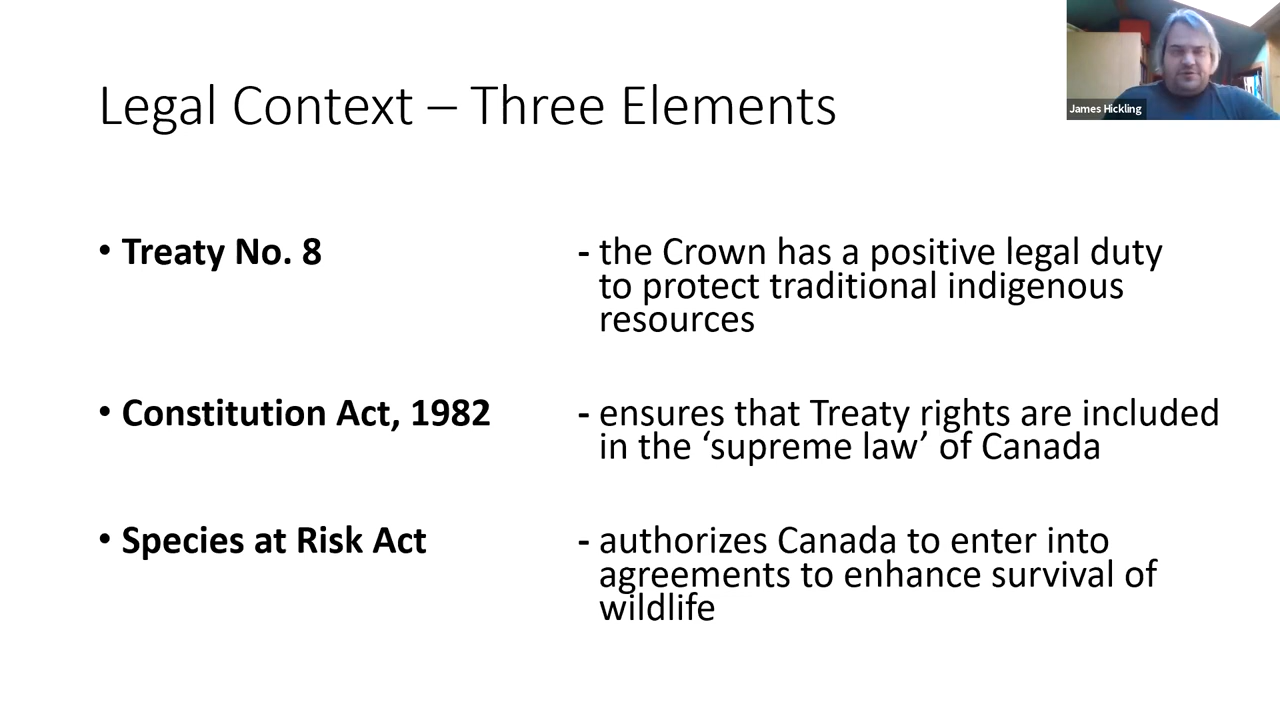 Legal Context – Three Elements
James Hickling
• Treaty No. 8 - the Crown has a positive legal duty
to protect traditional indigenous
resources
• Constitution Act, 1982 - ensures that Treaty rights are included
in the ‘supreme law’ of Canada
• Species at Risk Act - authorizes Canada to enter into
agreements to enhance survival of
wildlife